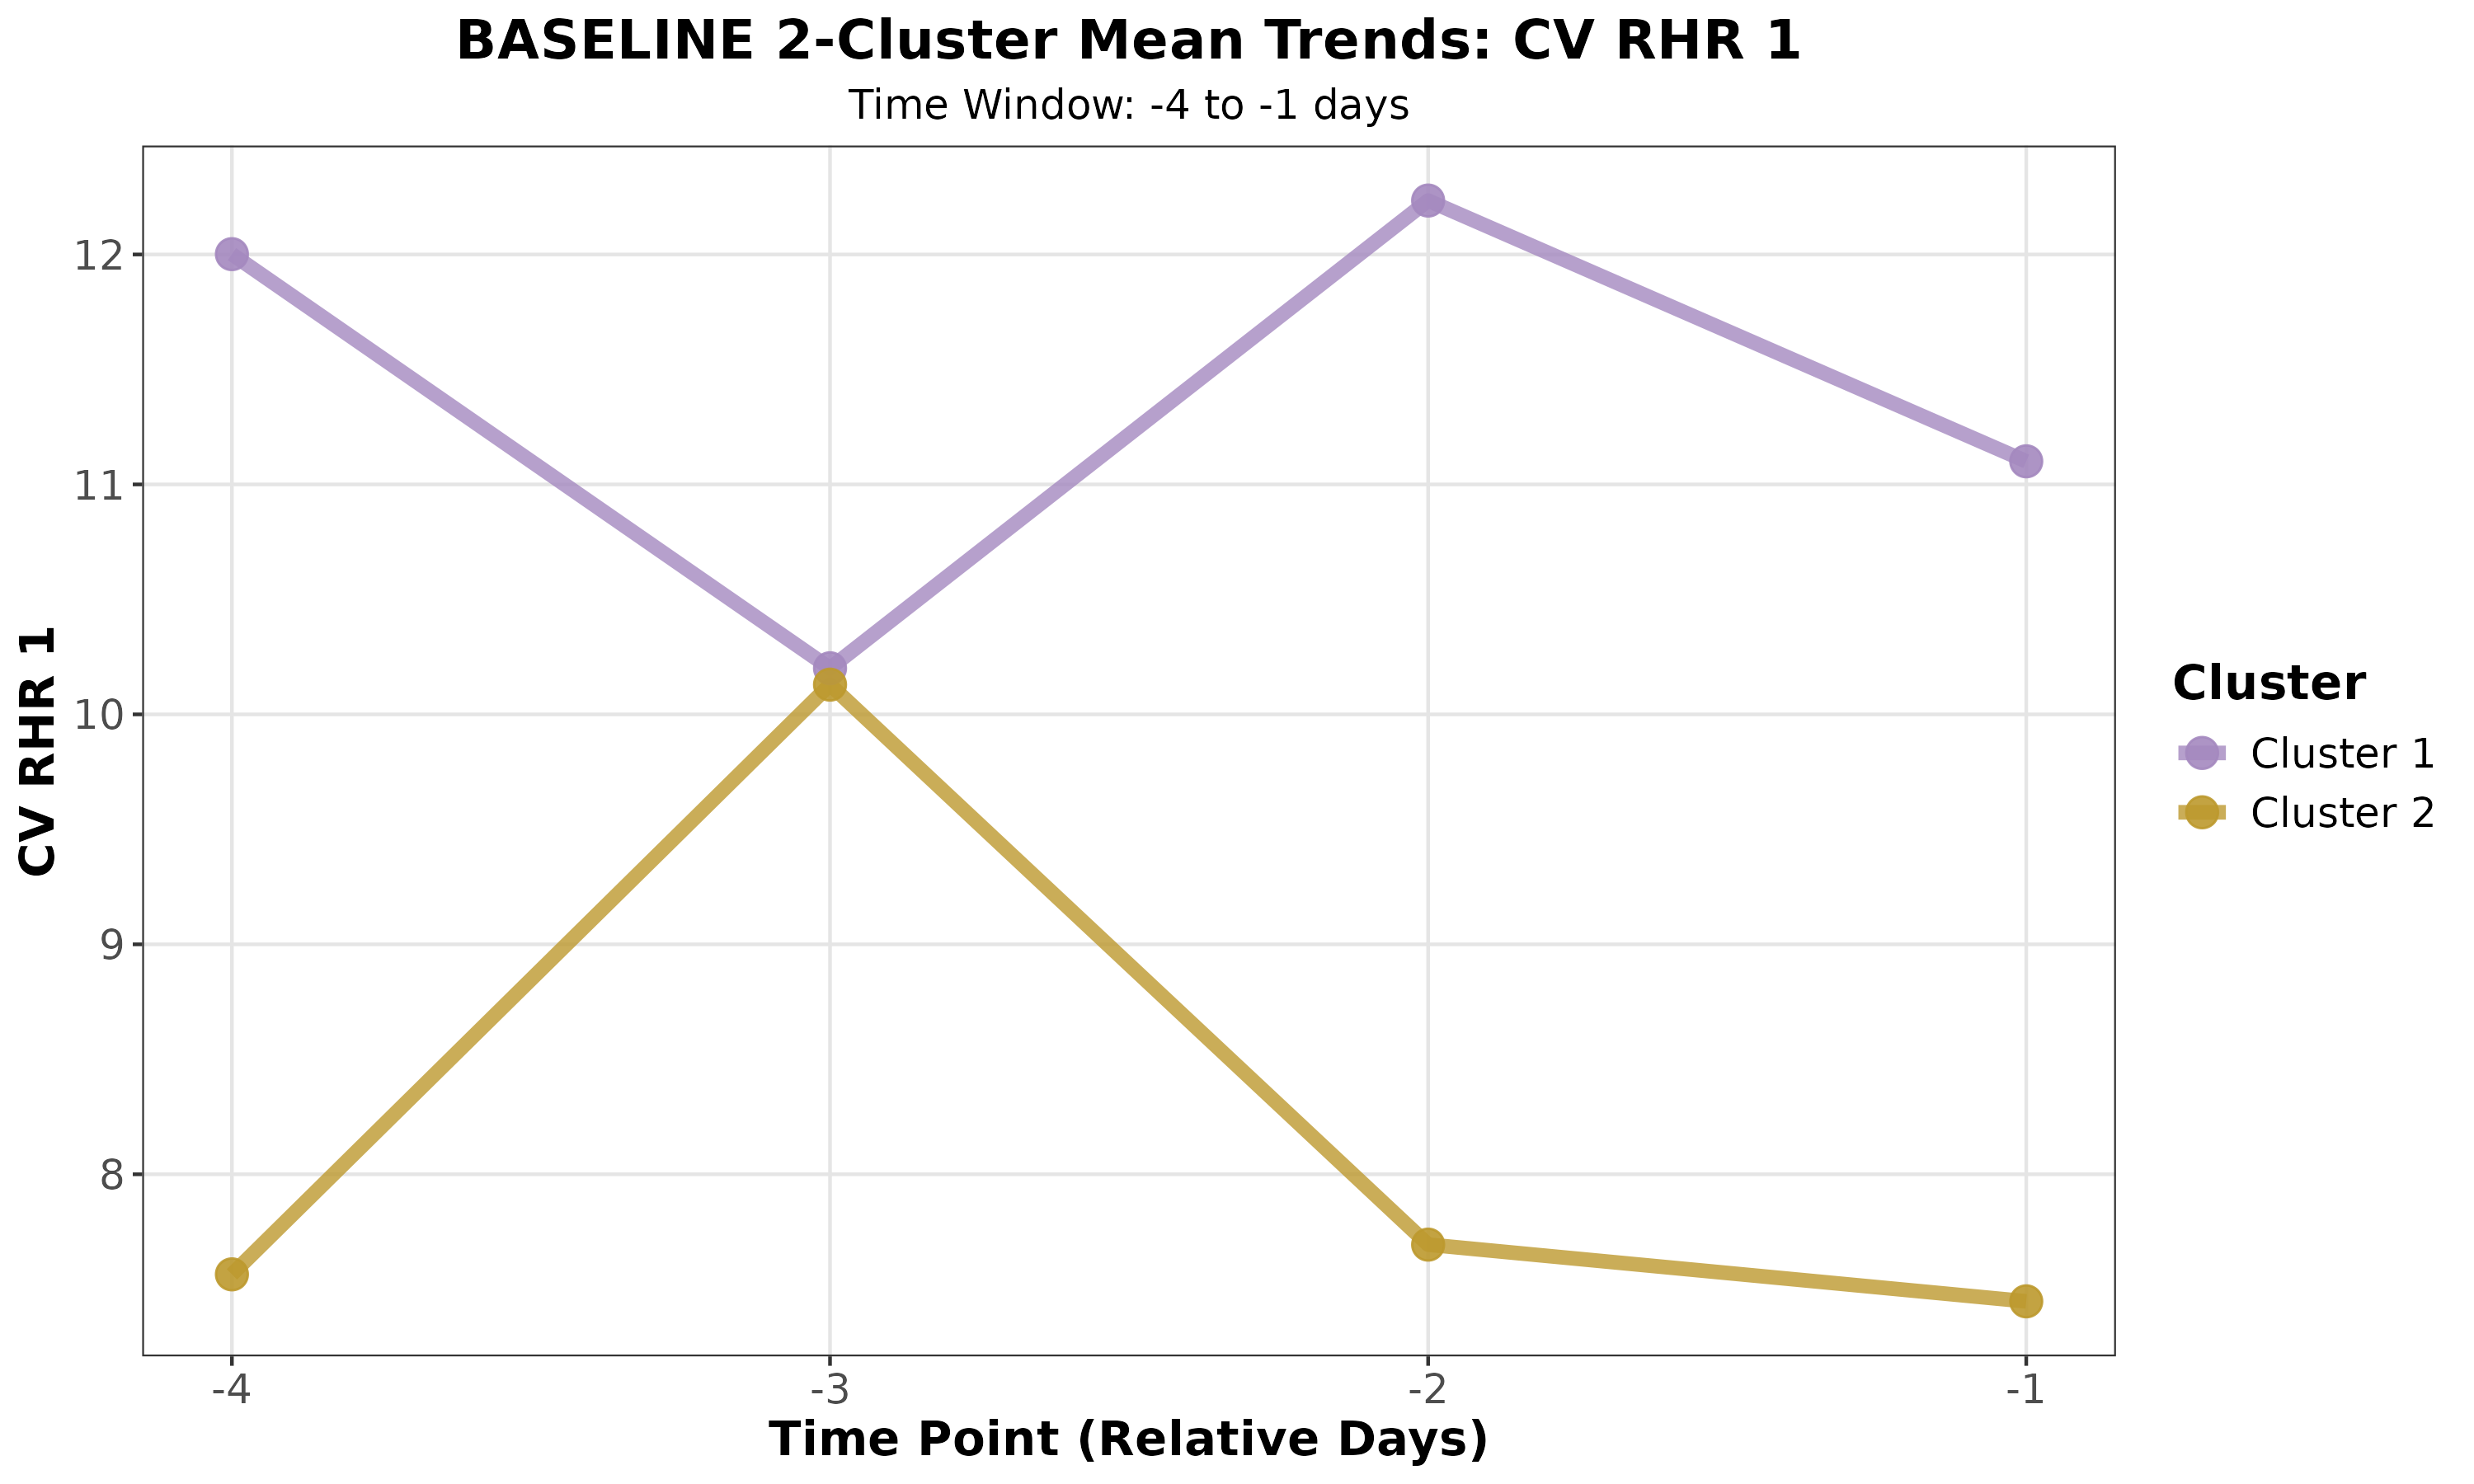 BASELINE 2-Cluster Mean Trends: CV RHR 1
Time Window: -4 to -1 days
CV RHR 1
12
11
10
9
8
-4
-3
-2
-1
Time Point (Relative Days)
Cluster
Cluster 1
Cluster 2